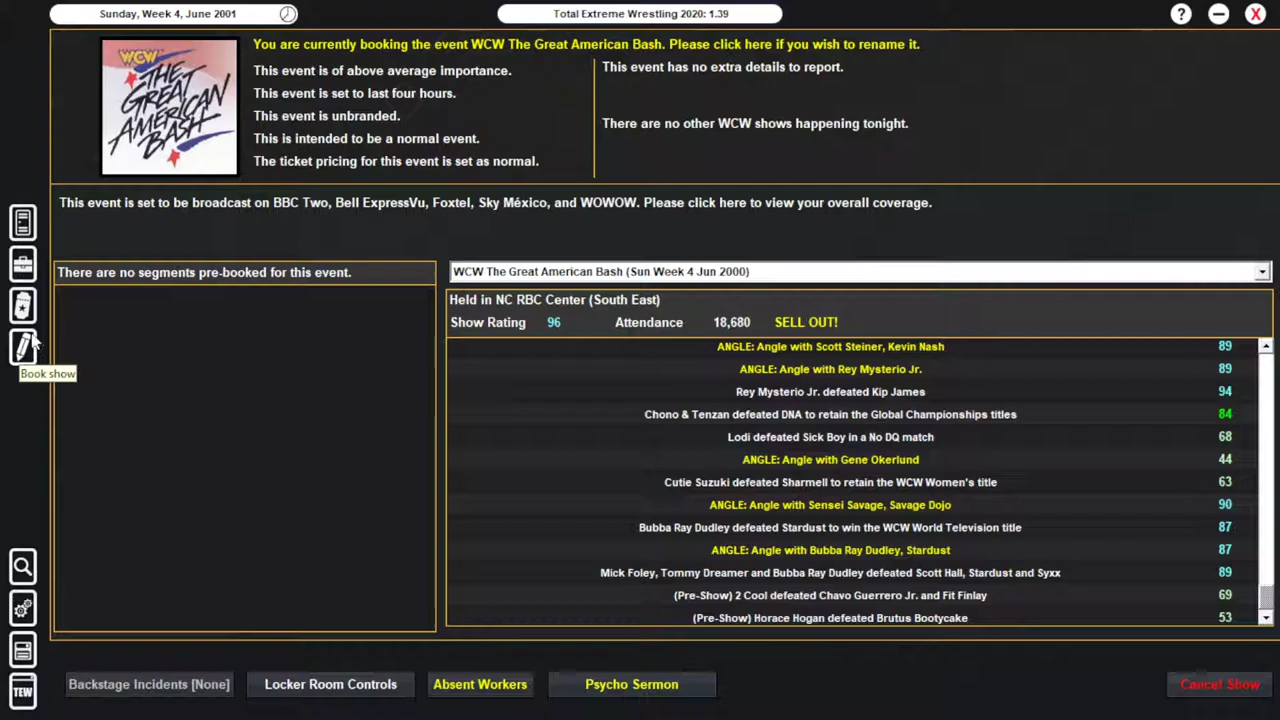 Sunday, Week 4, June 2001
Total Extreme Wrestling 2020: 1.39
?
X
WCW
THE GREAT AMERICAN BASH
You are currently booking the event WCW The Great American Bash. Please click here if you wish to rename it.
This event is of above average importance.
This event is set to last four hours.
This event is unbranded.
This is intended to be a normal event.
The ticket pricing for this event is set as normal.
This event has no extra details to report.
There are no other WCW shows happening tonight.
This event is set to be broadcast on BBC Two, Bell ExpressVu, Foxtel, Sky México, and WOWOW. Please click here to view your overall coverage.
There are no segments pre-booked for this event.
WCW The Great American Bash (Sun Week 4 Jun 2000)
Held in NC RBC Center (South East)
Show Rating 96 Attendance 18,680 SELL OUT!
ANGLE: Angle with Scott Steiner, Kevin Nash 89
ANGLE: Angle with Rey Mysterio Jr. 89
Rey Mysterio Jr. defeated Kip James 94
Chono & Tenzan defeated DNA to retain the Global Championships titles 84
Lodi defeated Sick Boy in a No DQ match 68
ANGLE: Angle with Gene Okerlund 44
Cutie Suzuki defeated Sharmell to retain the WCW Women's title 63
ANGLE: Angle with Sensei Savage, Savage Dojo 90
Bubba Ray Dudley defeated Stardust to win the WCW World Television title 87
ANGLE: Angle with Bubba Ray Dudley, Stardust 87
Mick Foley, Tommy Dreamer and Bubba Ray Dudley defeated Scott Hall, Stardust and Syxx 89
(Pre-Show) 2 Cool defeated Chavo Guerrero Jr. and Fit Finlay 69
(Pre-Show) Horace Hogan defeated Brutus Bootycake 53
Book show
TEW
Backstage Incidents [None]
Locker Room Controls
Absent Workers
Psycho Sermon
Cancel Show